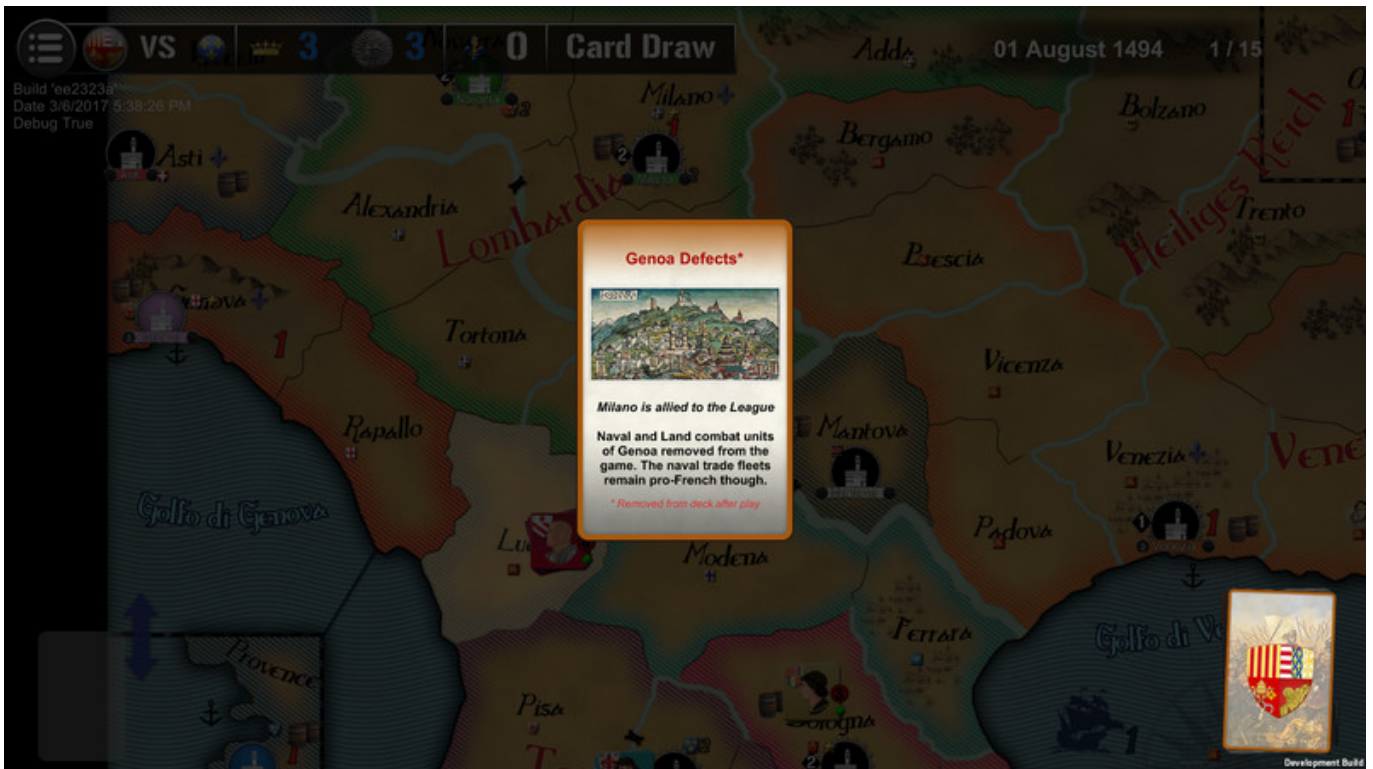 VS 3 3 0 Card Draw
01 August 1494 1 / 15
Build 'ee2323a'
Date 3/6/2017 5:38:26 PM
Debug True
Adda
Milano
Bolzano
Bergamo
Asti
Alexandria
Lombardia
Heiliges Reich
Trento
Brescia
Genoa Defects*
Genova
Tortona
Vicenza
Milano is allied to the League
Naval and Land combat units
of Genoa removed from the
game. The naval trade fleets
remain pro-French though.
* Removed from deck after play
Rapallo
Mantova
Venezia
Golfo di Genova
Padova
Modena
Ferrara
Golfo di
Provence
Pisa
Bologna
Development Build